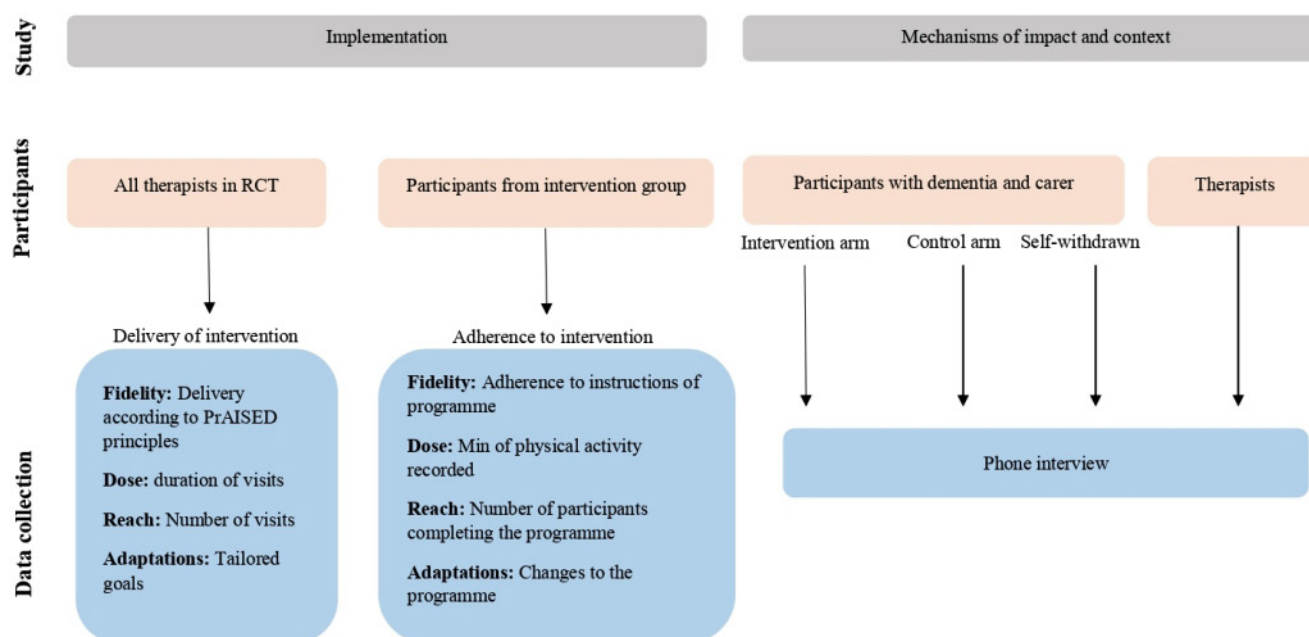 Study
Implementation
Mechanisms of impact and context
Participants
All therapists in RCT
Participants from intervention group
Participants with dementia and carer
Therapists
Intervention arm
Control arm
Self-withdrawn
Data collection
Delivery of intervention
Fidelity: Delivery
according to PrAISED
principles
Dose: duration of visits
Reach: Number of visits
Adaptations: Tailored
goals
Adherence to intervention
Fidelity: Adherence to instructions of
programme
Dose: Min of physical activity
recorded
Reach: Number of participants
completing the programme
Adaptations: Changes to the
programme
Phone interview